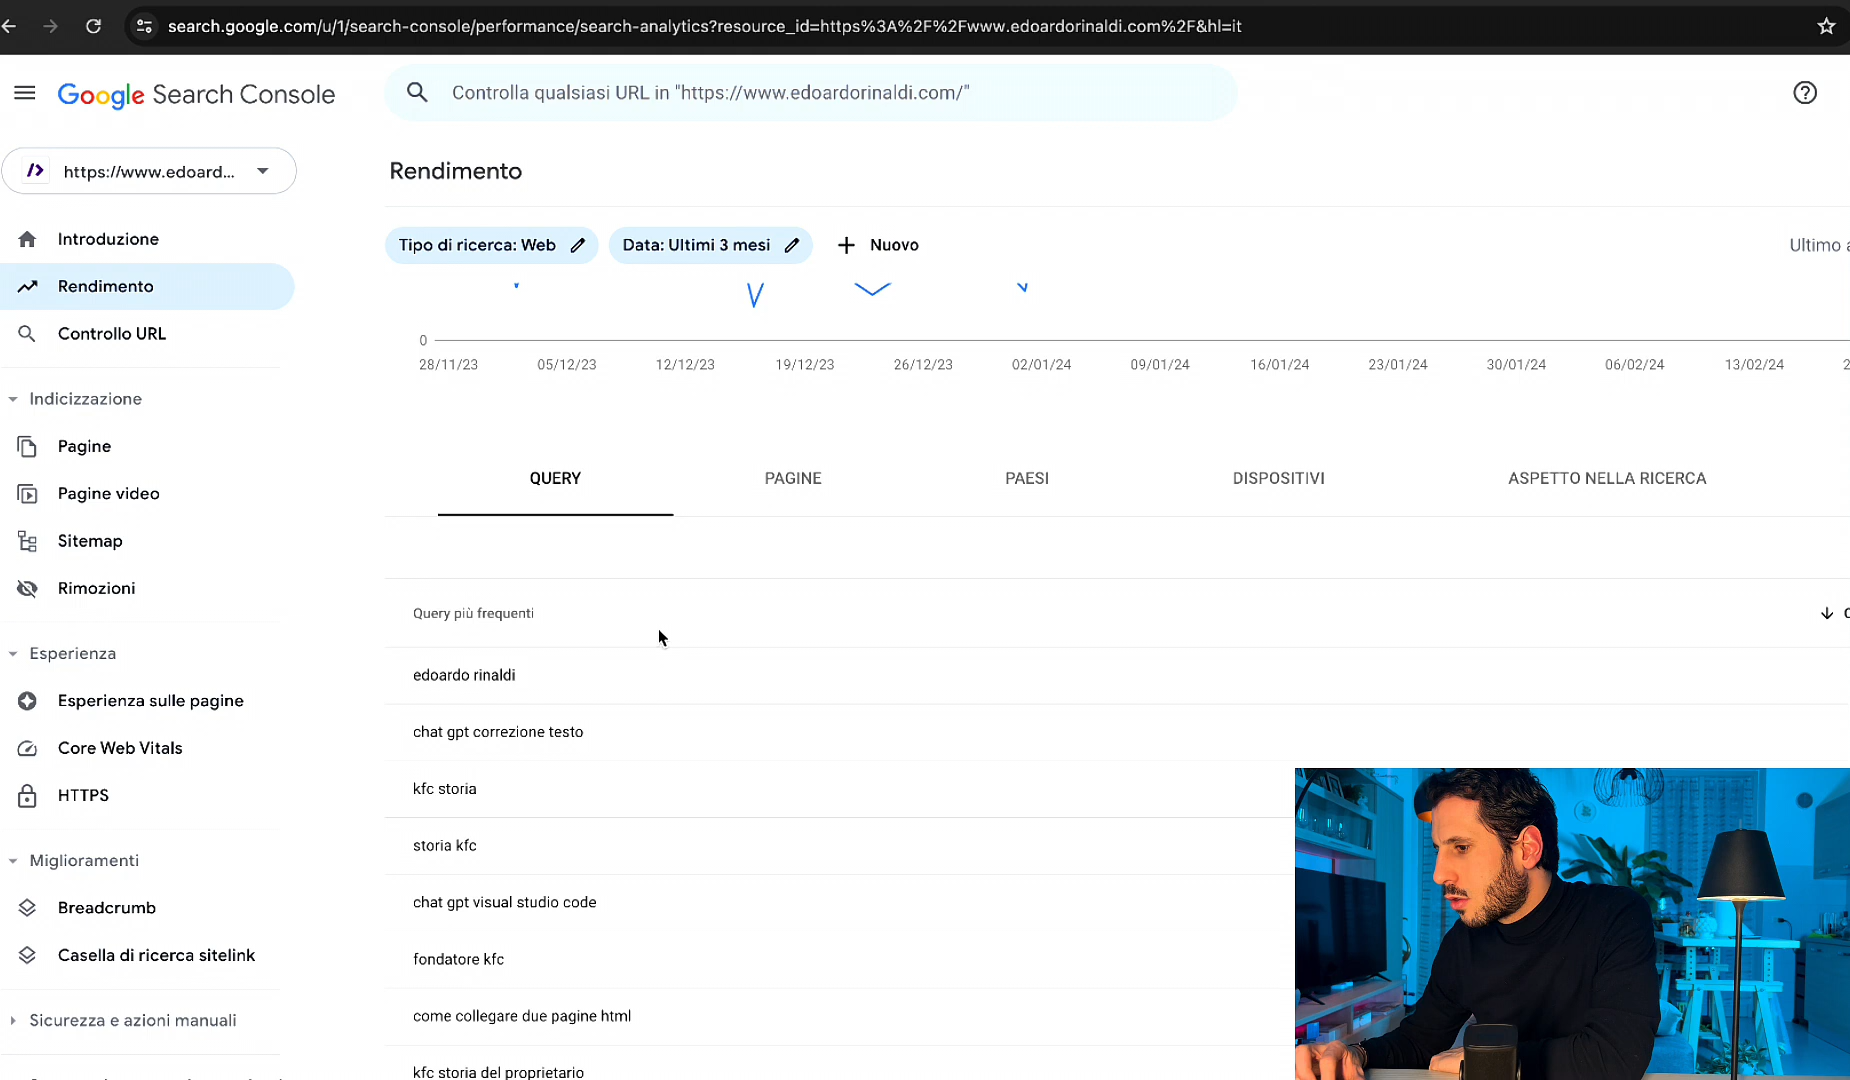 search.google.com/u/1/search-console/performance/search-analytics?resource_id=https%3A%2F%2Fwww.edoardorinaldi.com%2F&hl=it
Google Search Console
Controlla qualsiasi URL in "https://www.edoardorinaldi.com/"
https://www.edoard...
Rendimento
Tipo di ricerca: Web
Data: Ultimi 3 mesi
Nuovo
Ultimo
Introduzione
Rendimento
Controllo URL
Indicizzazione
Pagine
Pagine video
Sitemap
Rimozioni
Esperienza
Esperienza sulle pagine
Core Web Vitals
HTTPS
Miglioramenti
Breadcrumb
Casella di ricerca sitelink
Sicurezza e azioni manuali
0
28/11/23 05/12/23 12/12/23 19/12/23 26/12/23 02/01/24 09/01/24 16/01/24 23/01/24 30/01/24 06/02/24 13/02/24
QUERY PAGINE PAESI DISPOSITIVI ASPETTO NELLA RICERCA
Query più frequenti
edoardo rinaldi
chat gpt correzione testo
kfc storia
storia kfc
chat gpt visual studio code
fondatore kfc
come collegare due pagine html
kfc storia del proprietario